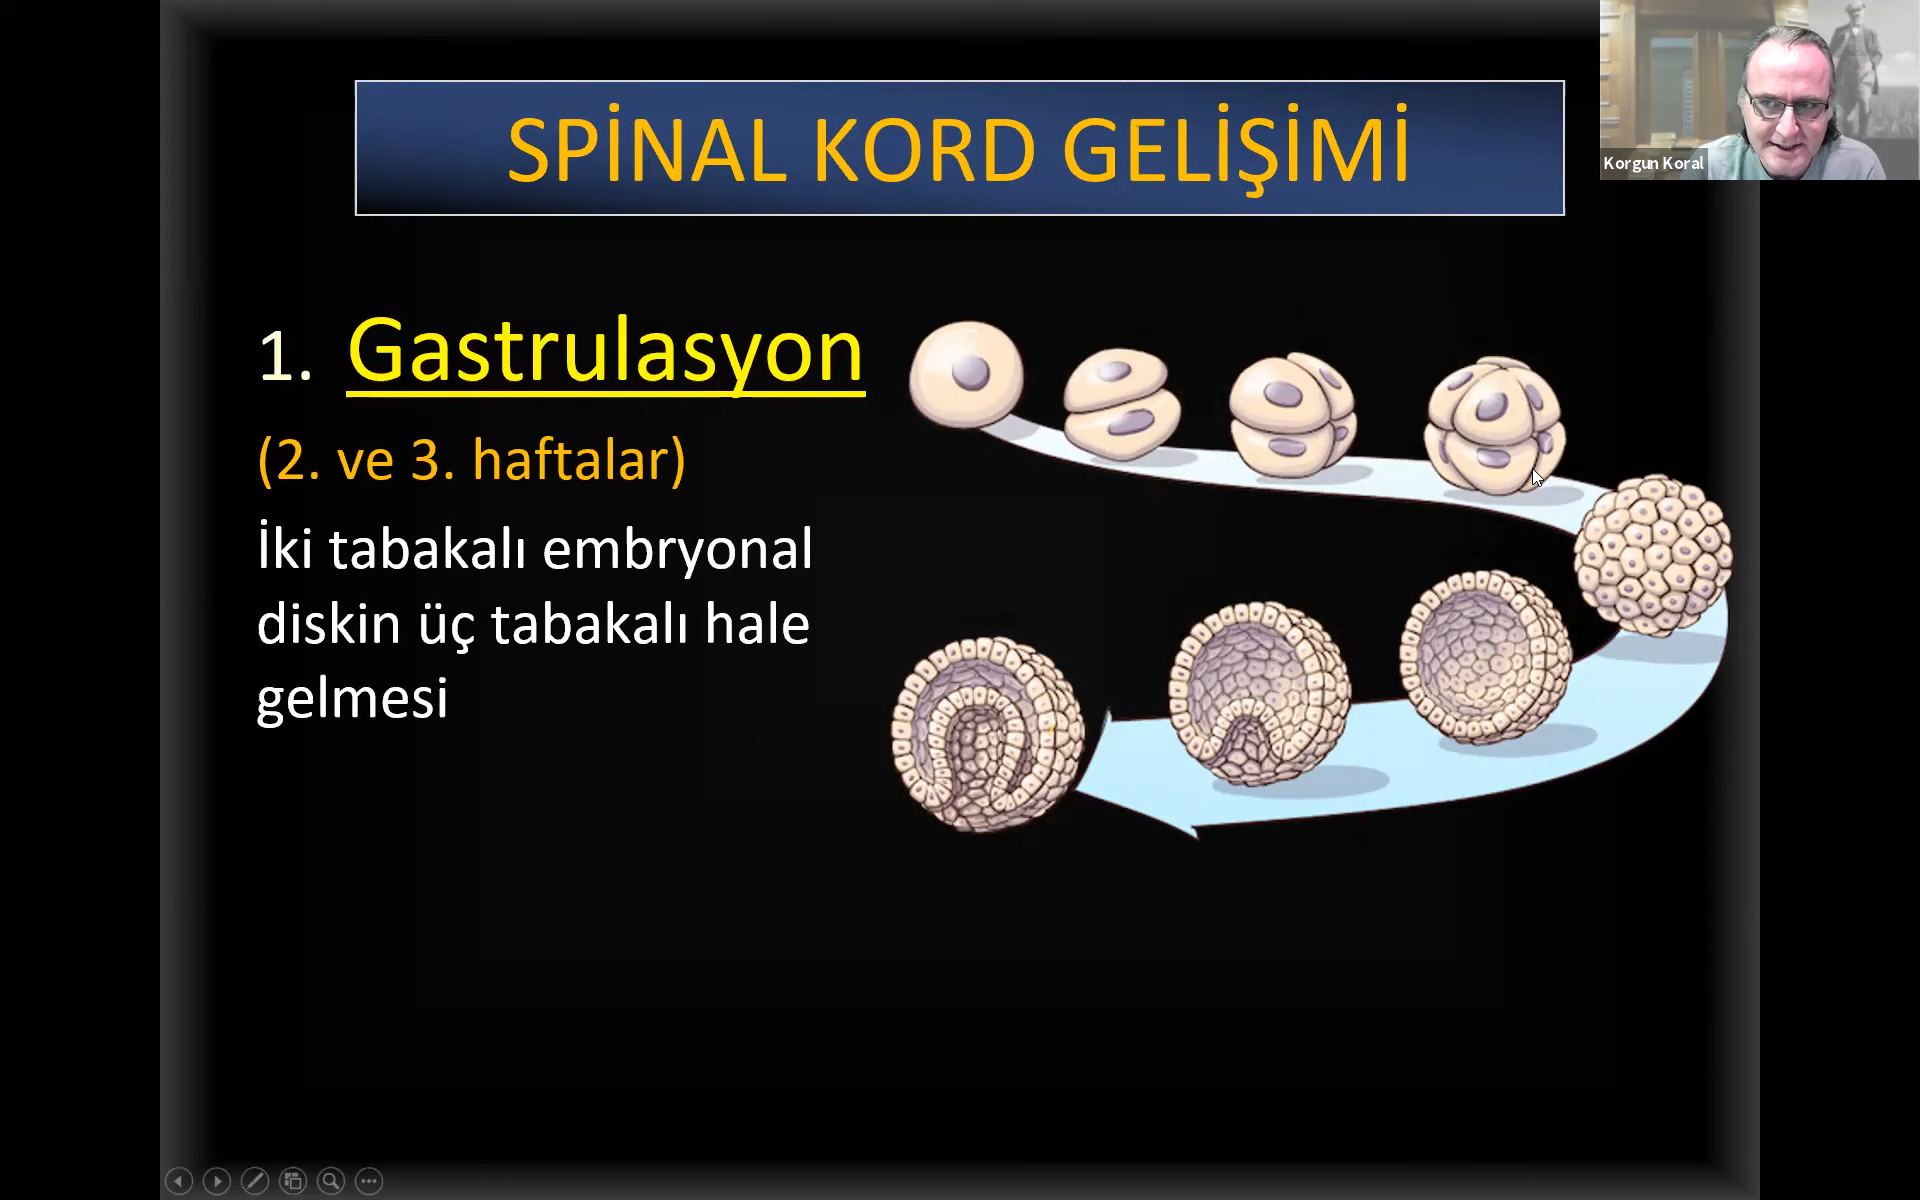 SPİNAL KORD GELİŞİMİ
Korgun Koral
1. Gastrulasyon
(2. ve 3. haftalar)
İki tabakalı embryonal
diskin üç tabakalı hale
gelmesi